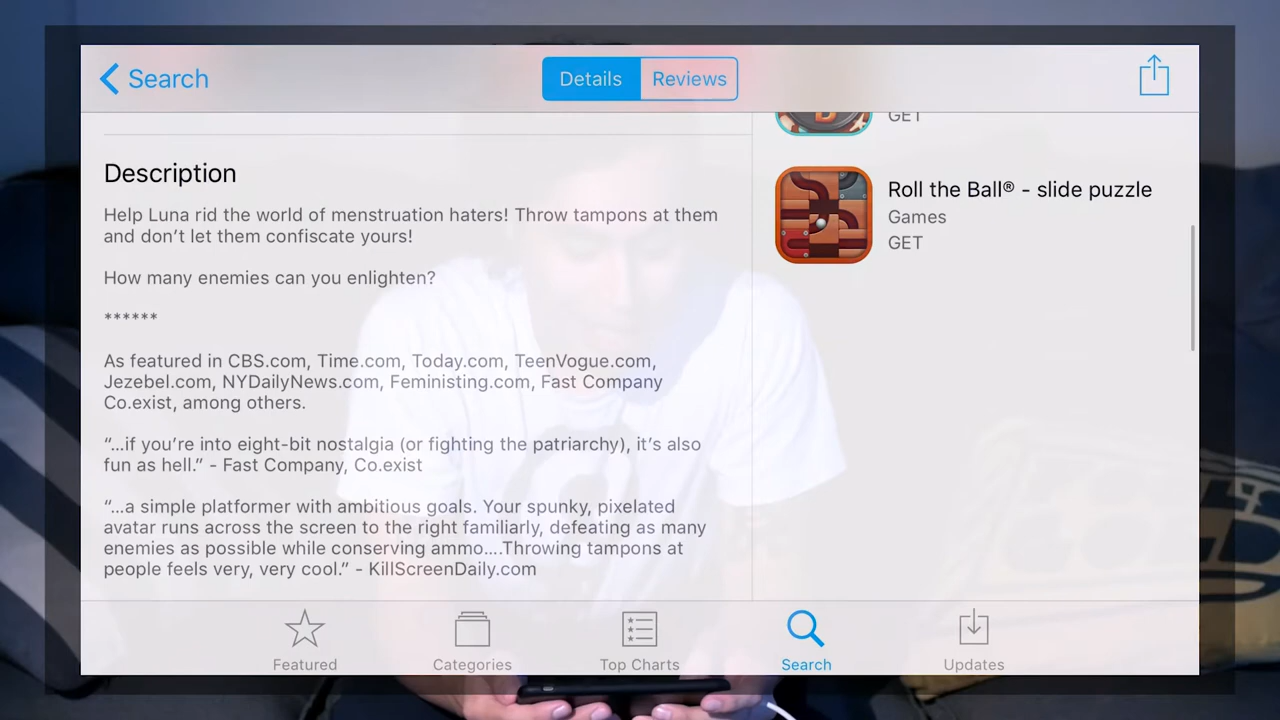 Search
Details
Reviews
GET
Description
Help Luna rid the world of menstruation haters! Throw tampons at them
and don’t let them confiscate yours!
How many enemies can you enlighten?
******
As featured in CBS.com, Time.com, Today.com, TeenVogue.com,
Jezebel.com, NYDailyNews.com, Feministing.com, Fast Company
Co.exist, among others.
“...if you’re into eight-bit nostalgia (or fighting the patriarchy), it’s also
fun as hell.” - Fast Company, Co.exist
“...a simple platformer with ambitious goals. Your spunky, pixelated
avatar runs across the screen to the right familiarly, defeating as many
enemies as possible while conserving ammo....Throwing tampons at
people feels very, very cool.” - KillScreenDaily.com
Roll the Ball® - slide puzzle
Games
GET
Featured
Categories
Top Charts
Search
Updates